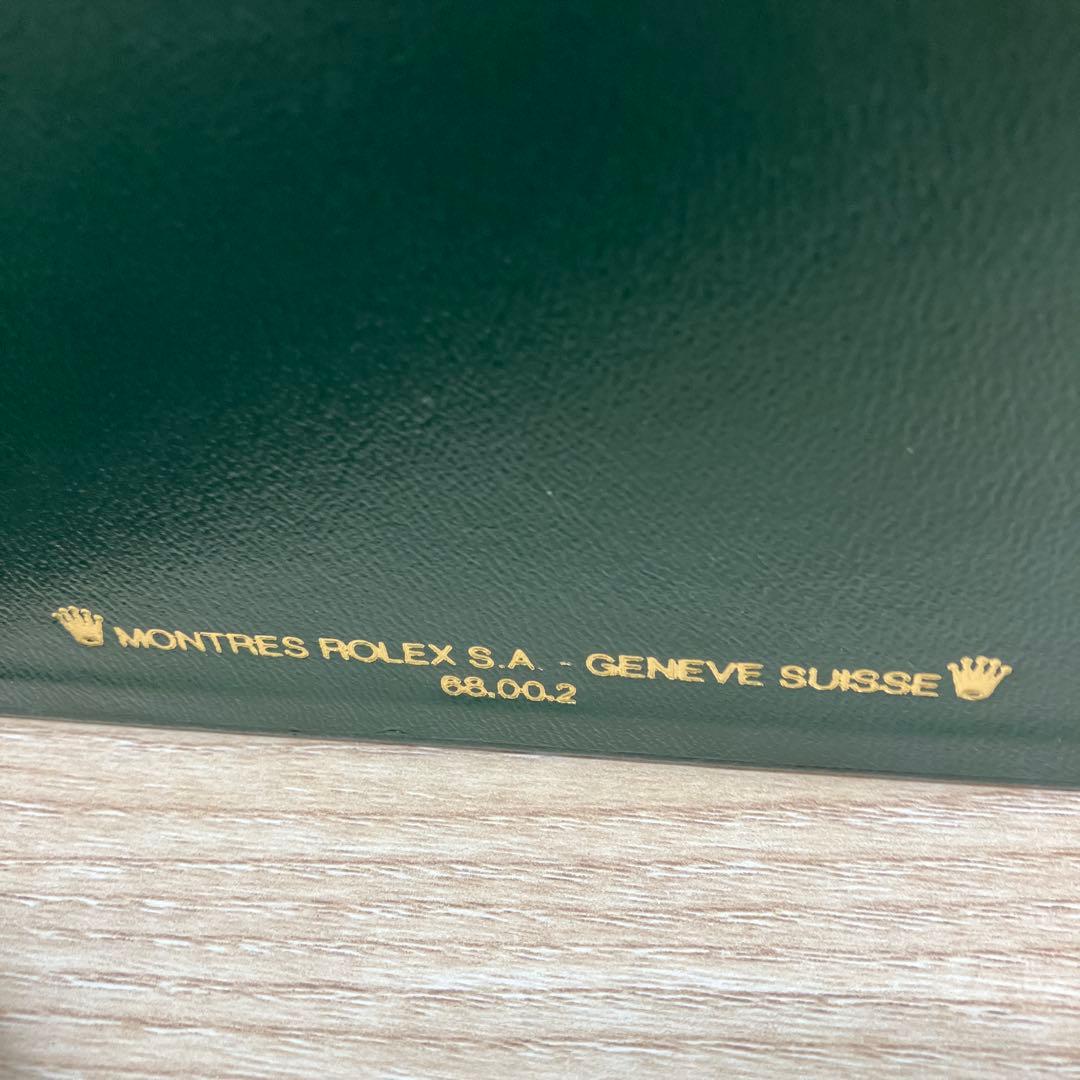 MONTRES ROLEX S.A. - GENEVE SUISSE
68.00.2